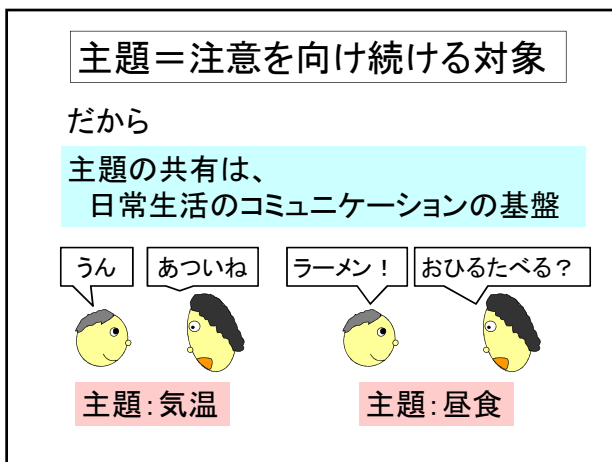 主題＝注意を向け続ける対象
だから
主題の共有は、
日常生活のコミュニケーションの基盤
うん
あついね
ラーメン！
おひるたべる？
主題：気温
主題：昼食